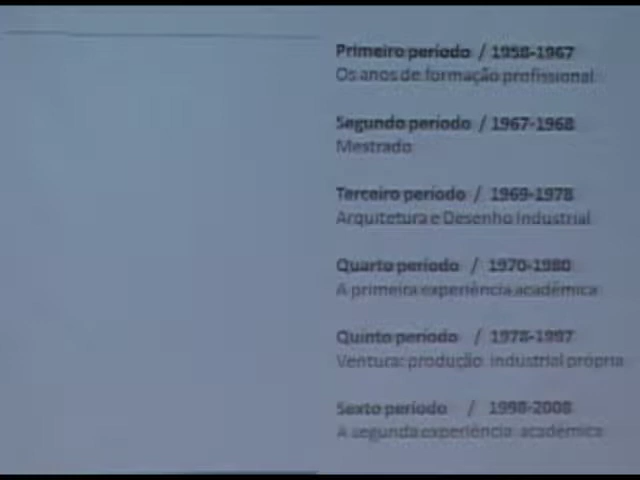 Primeiro período / 1958-1967
Os anos de formação profissional
Segundo período / 1967-1968
Mestrado
Terceiro período / 1969-1978
Arquitetura e Desenho Industrial
Quarto período / 1970-1980
A primeira experiência acadêmica
Quinto período / 1978-1997
Ventura: produção industrial própria
Sexto período / 1998-2008
A segunda experiência acadêmica